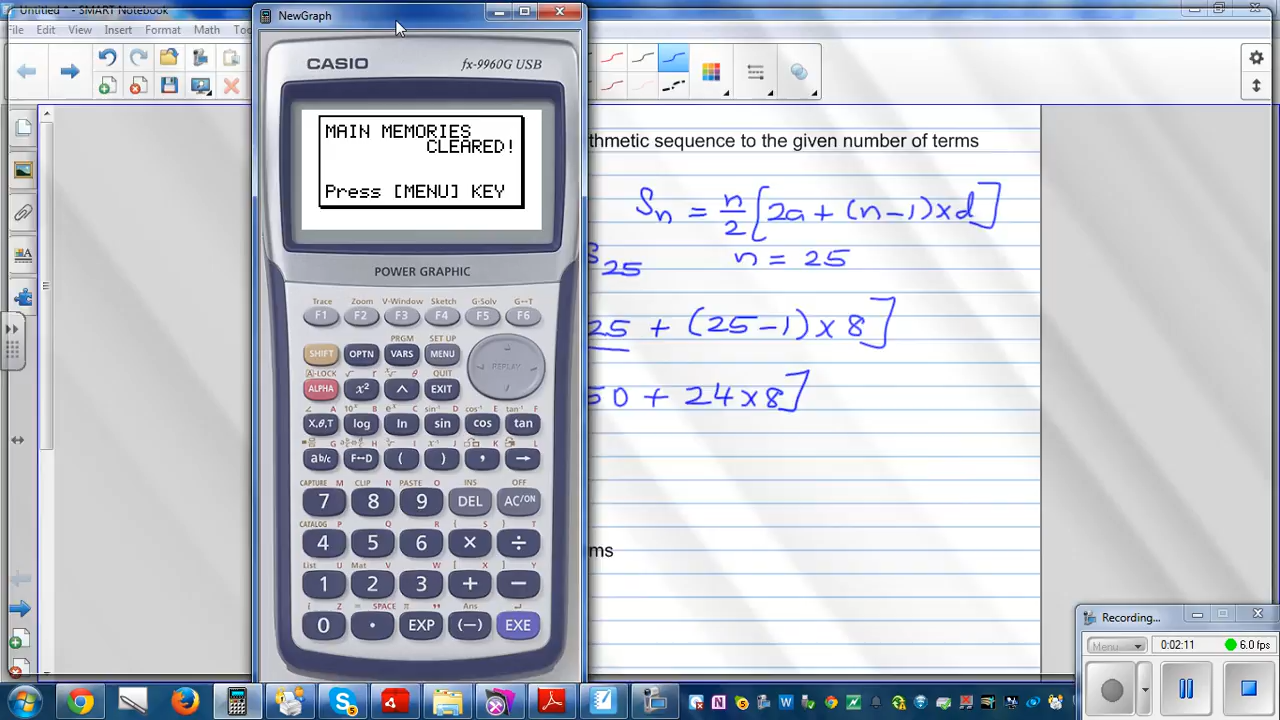 Untitled * - SMART Notebook
File Edit View Insert Format Math
NewGraph
CASIO fx-9960G USB
MAIN MEMORIES
CLEARED!
Press [MENU] KEY
POWER GRAPHIC
Trace Zoom V-Window Sketch G-Solv G↔T
F1 F2 F3 F4 F5 F6
PRGM SET UP
SHIFT OPTN VARS MENU
REPLAY
A-LOCK QUIT
ALPHA x² ^ EXIT
X,θ,T log ln sin cos tan
a b/c F↔D ( ) , →
CAPTURE CLIP PASTE INS OFF
7 8 9 DEL AC/ON
CATALOG
4 5 6 × ÷
List Mat
1 2 3 + −
SPACE Ans
0 . EXP (−) EXE
thmetic sequence to the given number of terms
Sn = n/2 [2a + (n-1)×d]
25 n = 25
25 + (25-1)×8]
50 + 24×8]
ms
Recording...
Menu 0:02:11 6.0 fps